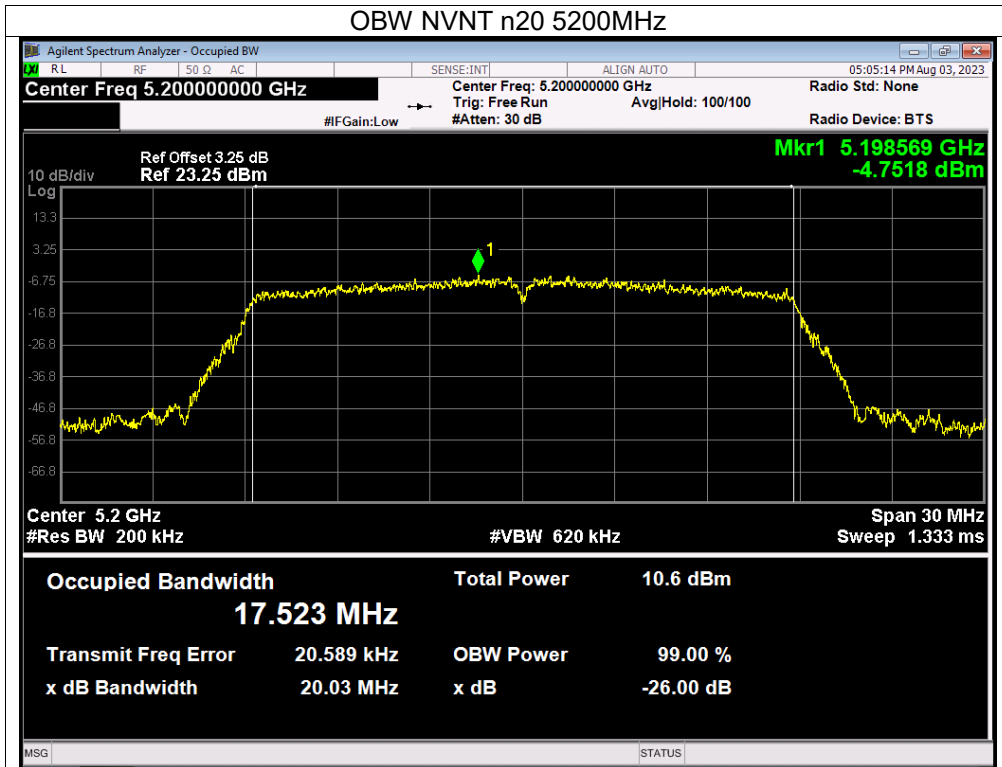 OBW NVNT n20 5200MHz
Agilent Spectrum Analyzer - Occupied BW
LXI RL RF 50 Ω AC SENSE:INT ALIGN AUTO 05:05:14 PM Aug 03, 2023
Center Freq 5.200000000 GHz
Center Freq: 5.200000000 GHz
Radio Std: None
Trig: Free Run Avg|Hold: 100/100
#IFGain:Low #Atten: 30 dB
Radio Device: BTS
Mkr1 5.198569 GHz
-4.7518 dBm
Ref Offset 3.25 dB
10 dB/div Ref 23.25 dBm
Log
13.3
3.25
-6.75
-16.8
-26.8
-36.8
-46.8
-56.8
-66.8
1
Center 5.2 GHz Span 30 MHz
#Res BW 200 kHz #VBW 620 kHz Sweep 1.333 ms
Occupied Bandwidth Total Power 10.6 dBm
17.523 MHz
Transmit Freq Error 20.589 kHz OBW Power 99.00 %
x dB Bandwidth 20.03 MHz x dB -26.00 dB
MSG STATUS